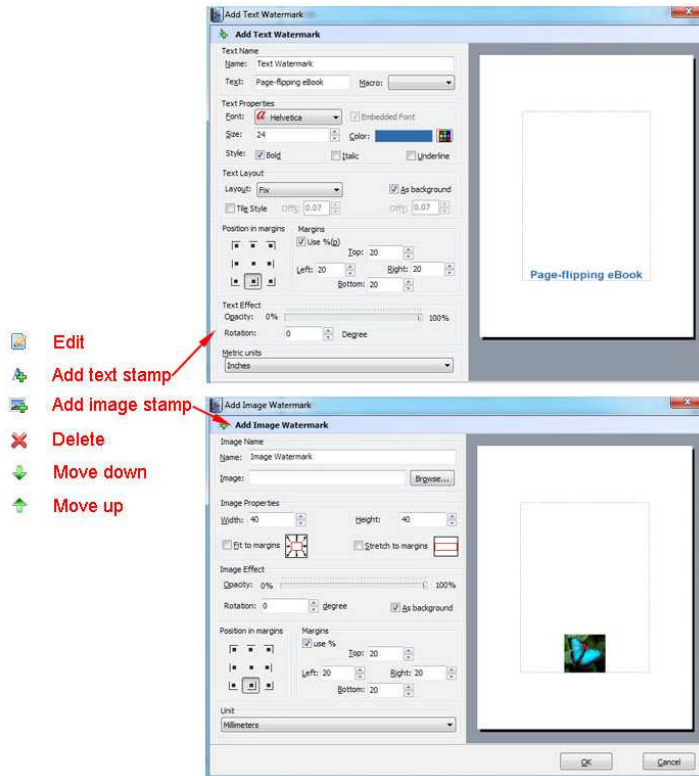 Add Text Watermark
Add Text Watermark
Text Name
Name: Text Watermark
Text: Page-flipping eBook Macro:
Text Properties
Font: a Helvetica Embedded Font
Size: 24 Color:
Style: Bold Italic Underline
Text Layout
Layout: Fix As background
Tile Style OffX: 0.07 OffY: 0.07
Position in margins Margins
Use %(p)
Top: 20
Left: 20 Right: 20
Bottom: 20
Page-flipping eBook
Text Effect
Opacity: 0% 100%
Rotation: 0 Degree
Metric units
Inches
Edit
Add text stamp
Add image stamp
Delete
Move down
Move up
Add Image Watermark
Add Image Watermark
Image Name
Name: Image Watermark
Image: Browse...
Image Properties
Width: 40 Height: 40
Fit to margins Stretch to margins
Image Effect
Opacity: 0% 100%
Rotation: 0 degree As background
Position in margins Margins
use %
Top: 20
Left: 20 Right: 20
Bottom: 20
Unit
Millimeters
OK Cancel